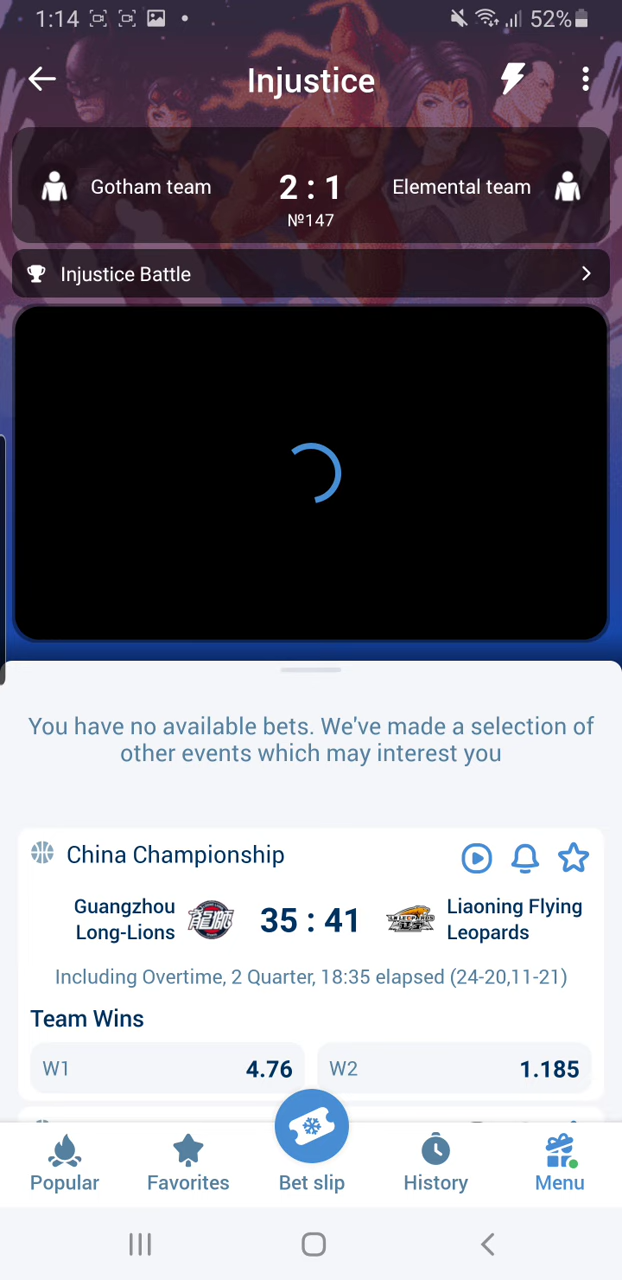 1:14
52%
Injustice
Gotham team
2 : 1
Elemental team
№147
Injustice Battle
You have no available bets. We've made a selection of
other events which may interest you
China Championship
Guangzhou
Long-Lions
35 : 41
Liaoning Flying
Leopards
Including Overtime, 2 Quarter, 18:35 elapsed (24-20,11-21)
Team Wins
W1
4.76
W2
1.185
Popular
Favorites
Bet slip
History
Menu